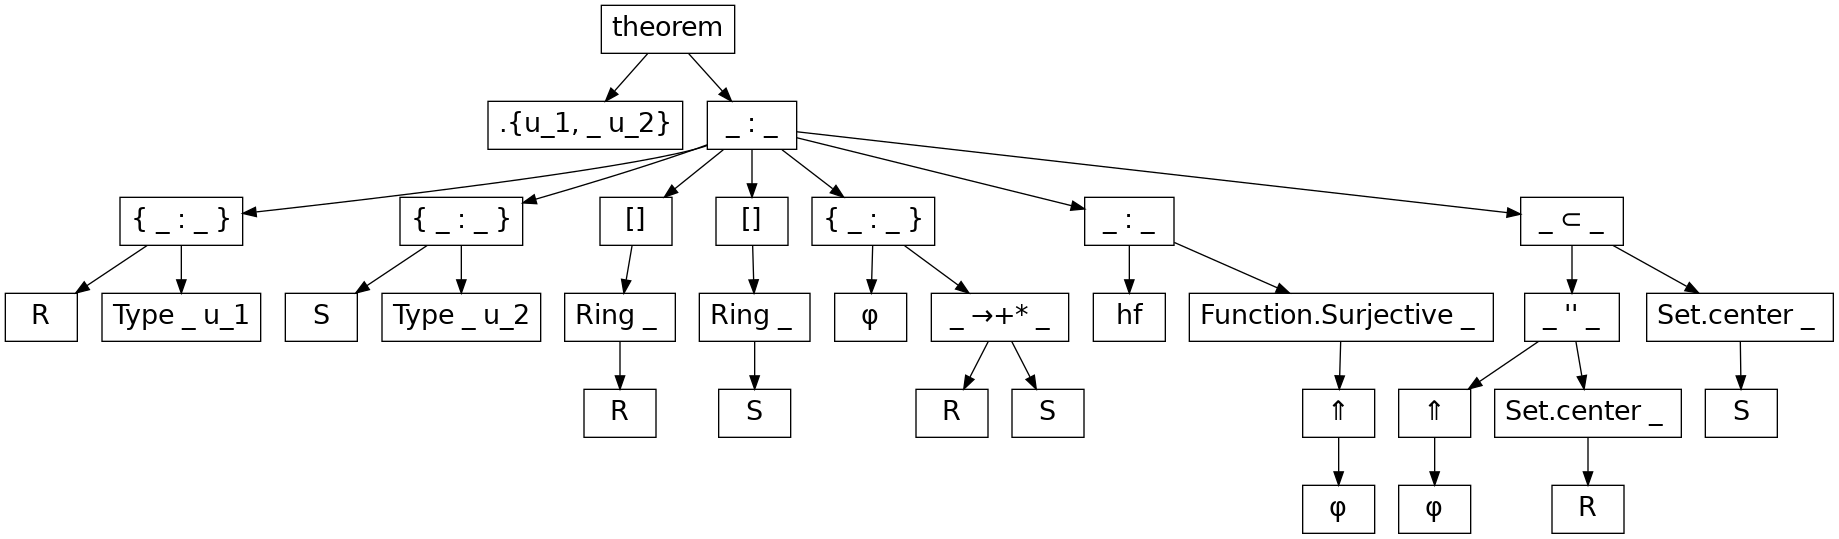 theorem
.{u_1, _ u_2} _ : _
{ _ : _ } { _ : _ } [] [] { _ : _ } _ : _ _ ⊂ _
R Type _ u_1 S Type _ u_2 Ring _ Ring _ φ _ →+* _ hf Function.Surjective _ _ '' _ Set.center _
R S R S ⇑ ⇑ Set.center _ S
φ φ R